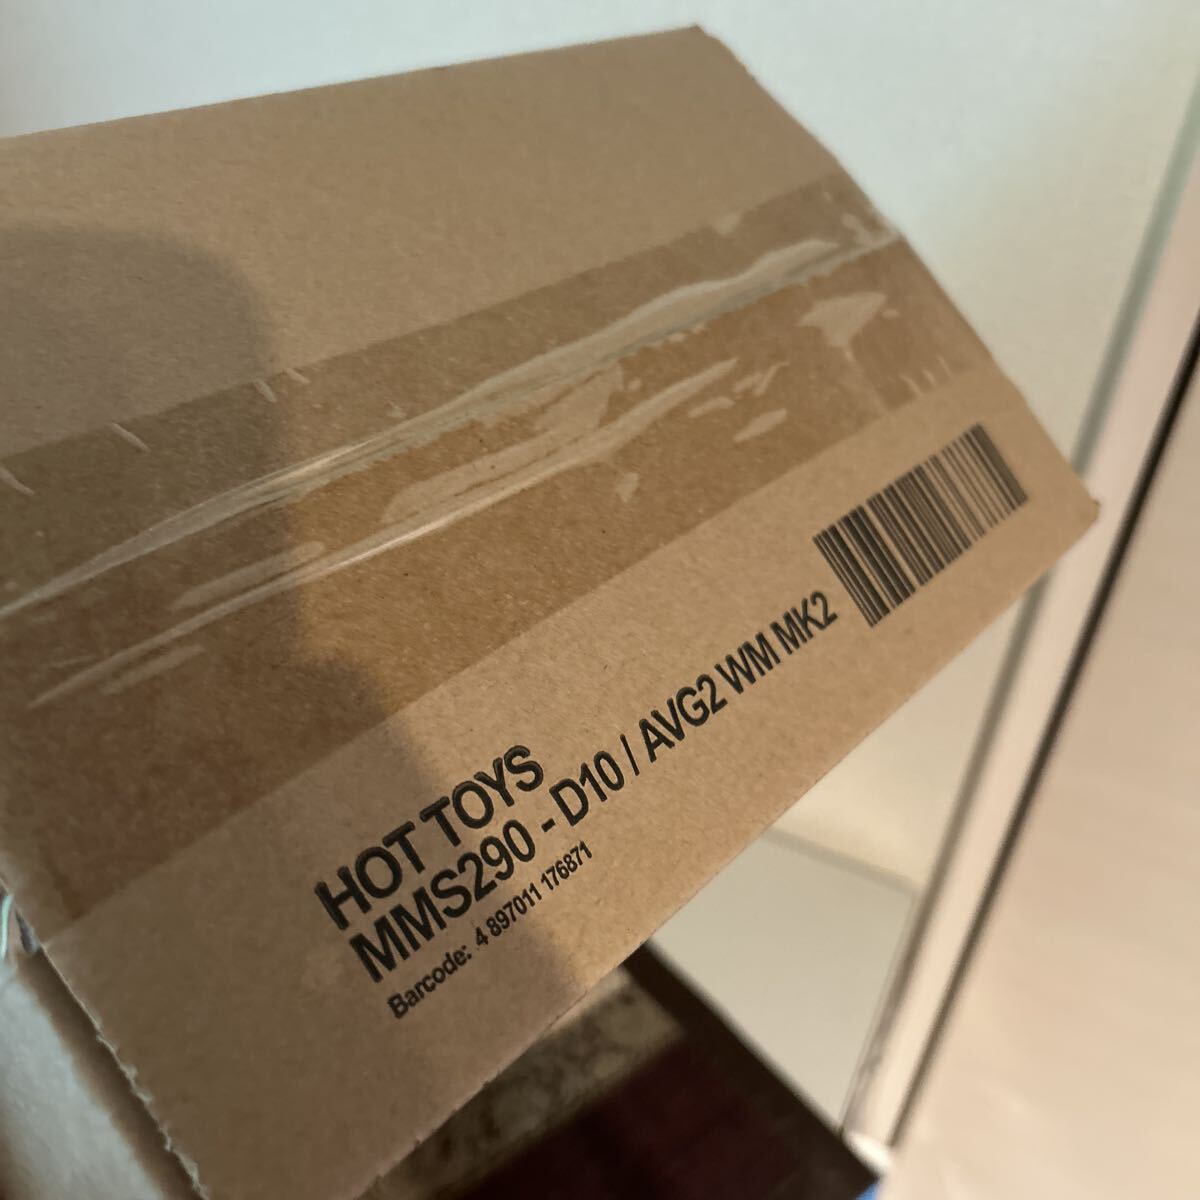 HOT TOYS
MMS290 - D10 / AVG2 WM MK2
Barcode: 4 897011 176871